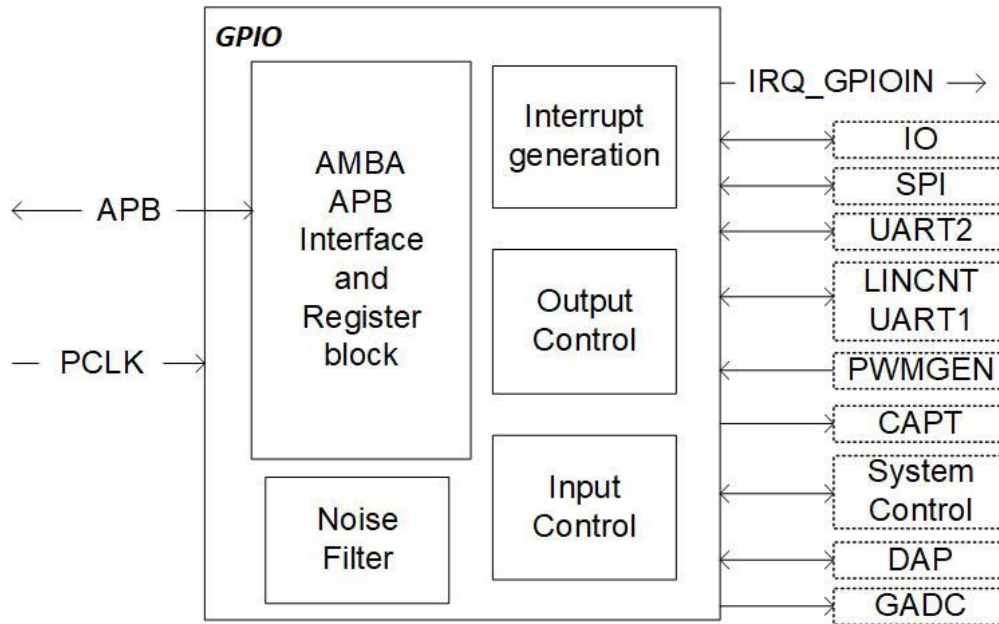 GPIO
AMBA
APB
Interface
and
Register
block
Noise
Filter
Interrupt
generation
Output
Control
Input
Control
APB
PCLK
IRQ_GPIOIN
IO
SPI
UART2
LINCNT
UART1
PWMGEN
CAPT
System
Control
DAP
GADC